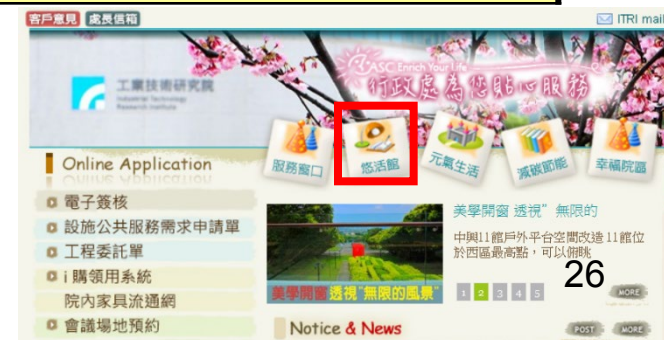 客戶意見 處長信箱
ITRI mail
ASC Enrich Your Life
行政處為您貼心服務
工業技術研究院
Industrial Technology
Research Institute
服務窗口
悠活館
元氣生活
減碳節能
幸福院區
Online Application
電子簽核
設施公共服務需求申請單
工程委託單
i 購領用系統
院內家具流通網
會議場地預約
美學開窗 透視"無限的風景"
美學開窗 透視" 無限的
中興11館戶外平台空間改造 11館位
於西區最高點，可以俯眺
1 2 3 4 5
26
MORE
Notice & News
POST
MORE